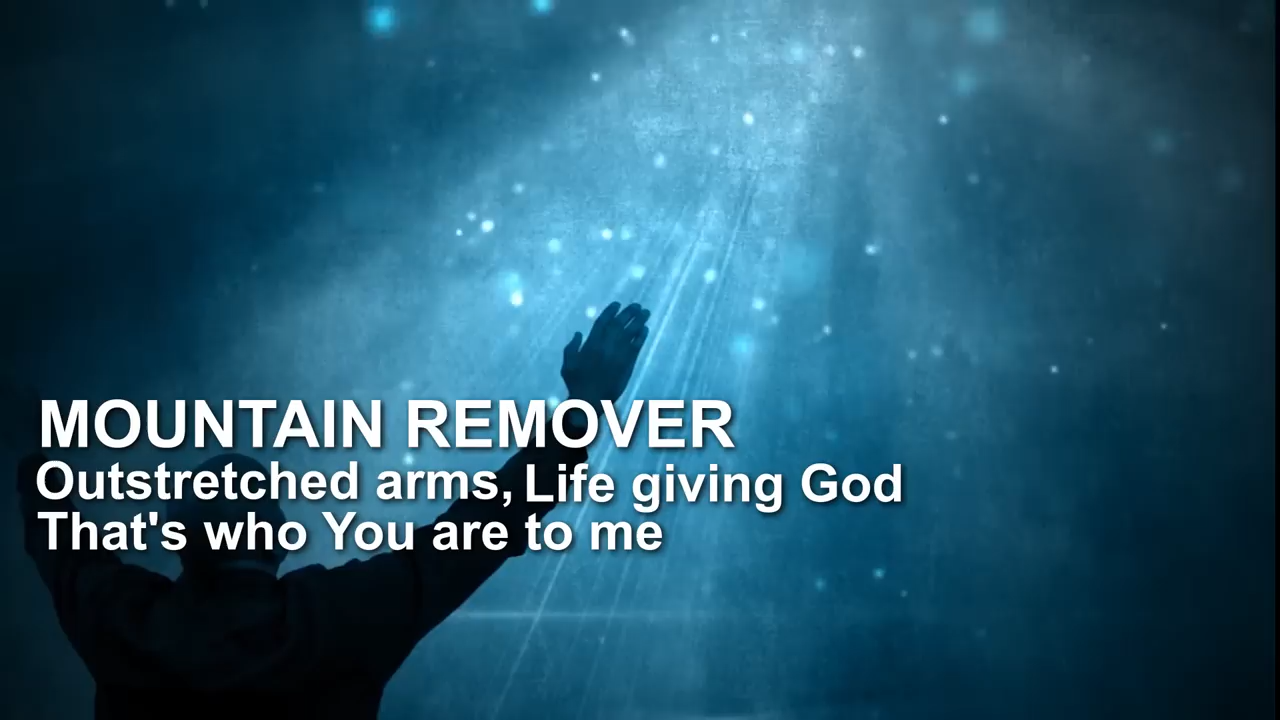 MOUNTAIN REMOVER
Outstretched arms, Life giving God
That's who You are to me